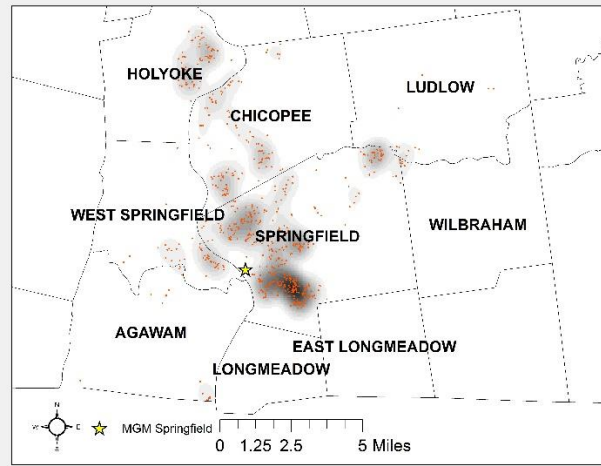 HOLYOKE
LUDLOW
CHICOPEE
WEST SPRINGFIELD
SPRINGFIELD
WILBRAHAM
AGAWAM
EAST LONGMEADOW
LONGMEADOW
N
W E
S
MGM Springfield
0 1.25 2.5 5 Miles